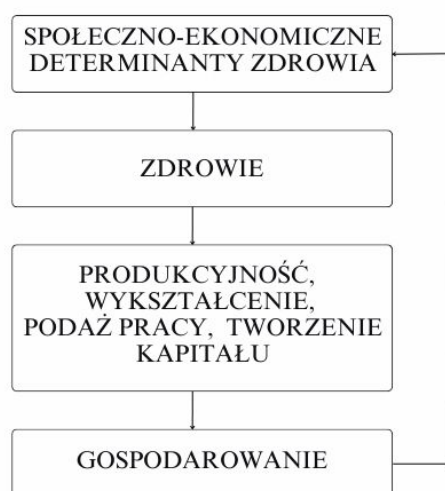 SPOŁECZNO-EKONOMICZNE
DETERMINANTY ZDROWIA
ZDROWIE
PRODUKCYJNOŚĆ,
WYKSZTAŁCENIE,
PODAŻ PRACY, TWORZENIE
KAPITAŁU
GOSPODAROWANIE